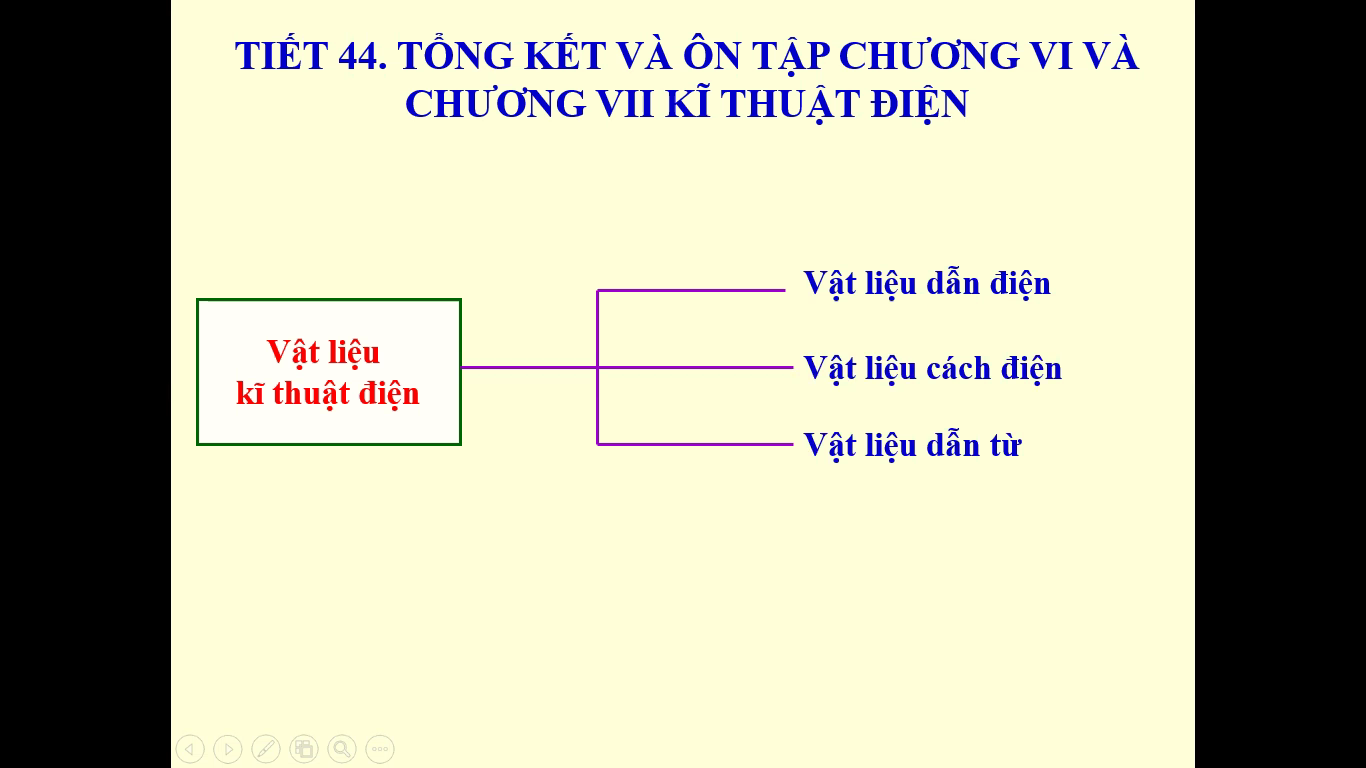 TIẾT 44. TỔNG KẾT VÀ ÔN TẬP CHƯƠNG VI VÀ
CHƯƠNG VII KĨ THUẬT ĐIỆN
Vật liệu
kĩ thuật điện
Vật liệu dẫn điện
Vật liệu cách điện
Vật liệu dẫn từ